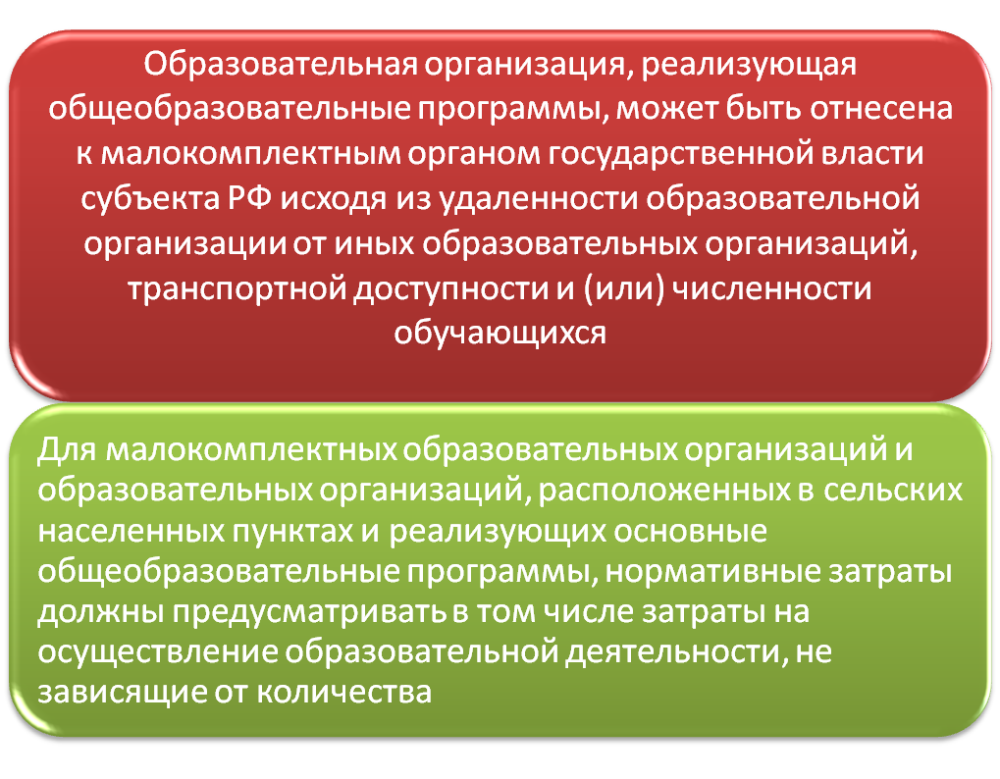 Образовательная организация, реализующая
общеобразовательные программы, может быть отнесена
к малокомплектным органом государственной власти
субъекта РФ исходя из удаленности образовательной
организации от иных образовательных организаций,
транспортной доступности и (или) численности
обучающихся
Для малокомплектных образовательных организаций и
образовательных организаций, расположенных в сельских
населенных пунктах и реализующих основные
общеобразовательные программы, нормативные затраты
должны предусматривать в том числе затраты на
осуществление образовательной деятельности, не
зависящие от количества